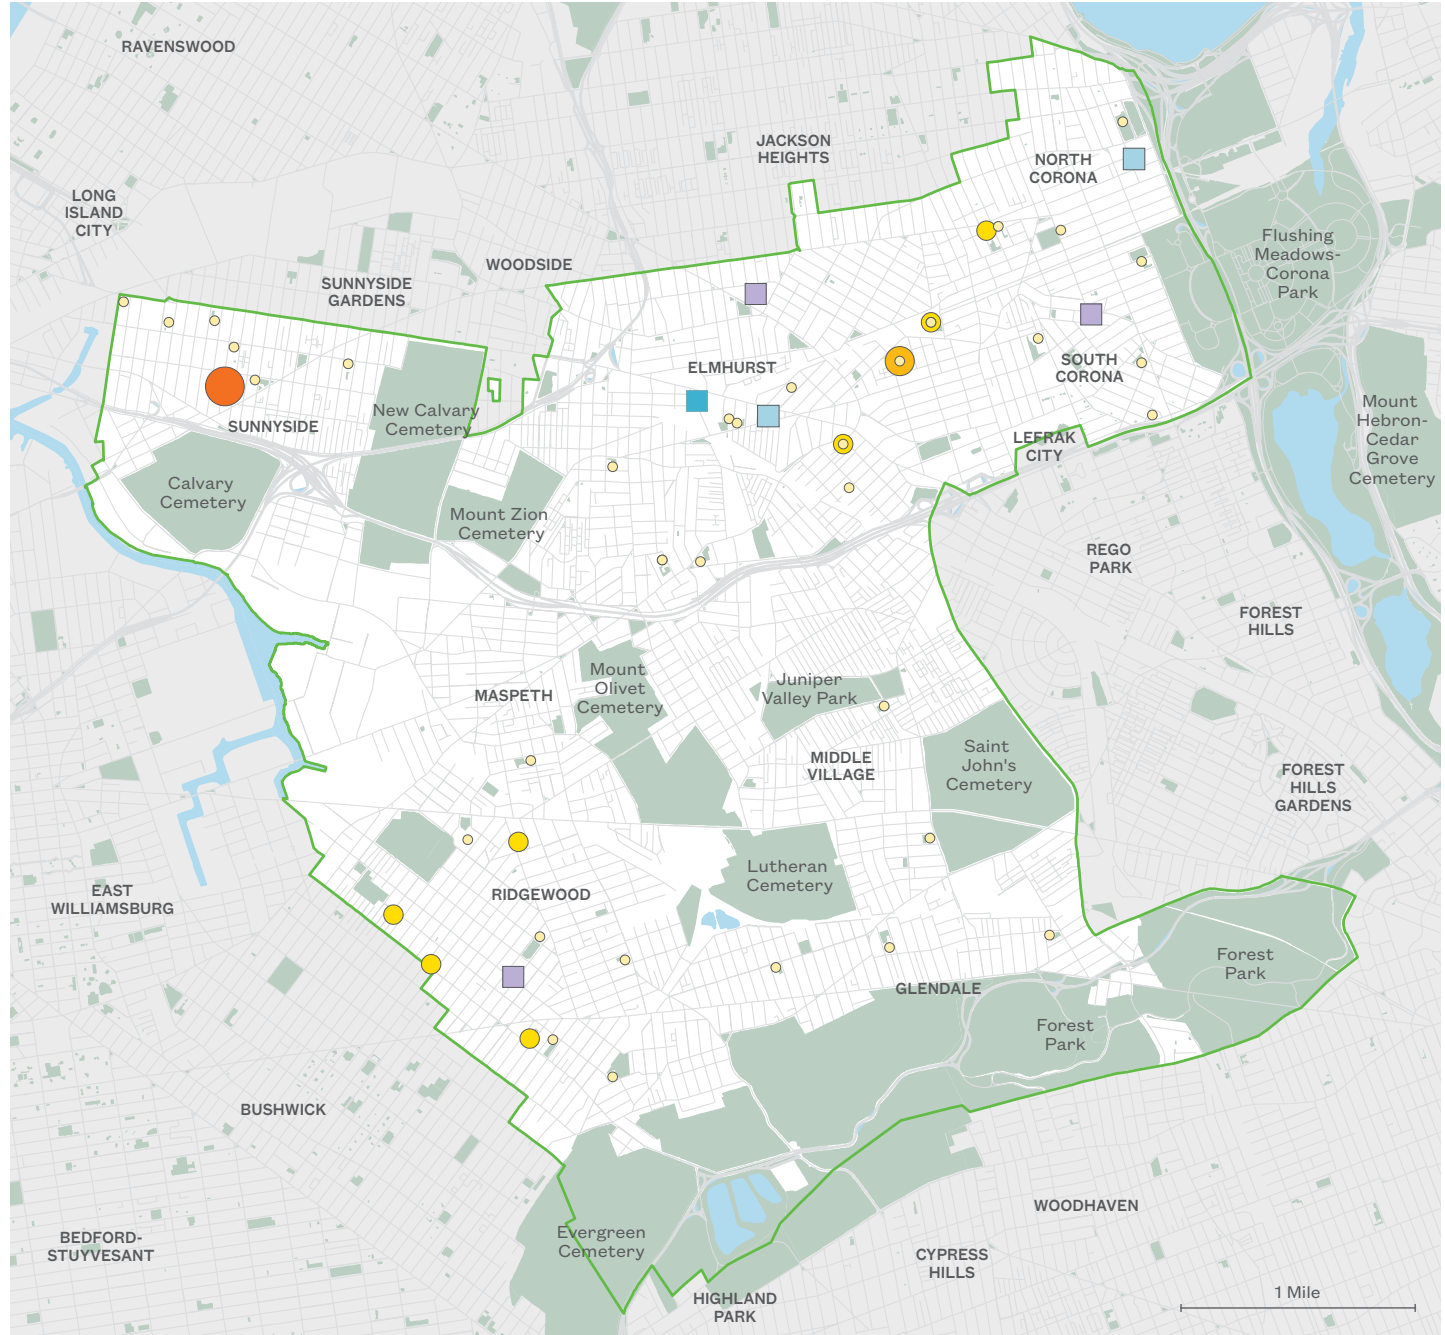 RAVENSWOOD
JACKSON
HEIGHTS
NORTH
CORONA
LONG
ISLAND
CITY
Flushing
Meadows-
Corona
Park
WOODSIDE
SUNNYSIDE
GARDENS
ELMHURST
SOUTH
CORONA
New Calvary
Cemetery
SUNNYSIDE
LEFRAK
CITY
Mount
Hebron-
Cedar
Grove
Cemetery
Calvary
Cemetery
Mount Zion
Cemetery
REGO
PARK
FOREST
HILLS
Mount
Olivet
Cemetery
Juniper
Valley Park
MASPETH
MIDDLE
VILLAGE
Saint
John's
Cemetery
FOREST
HILLS
GARDENS
Lutheran
Cemetery
EAST
WILLIAMSBURG
RIDGEWOOD
Forest
Park
GLENDALE
Forest
Park
BUSHWICK
WOODHAVEN
BEDFORD-
STUYVESANT
Evergreen
Cemetery
CYPRESS
HILLS
HIGHLAND
PARK
1 Mile